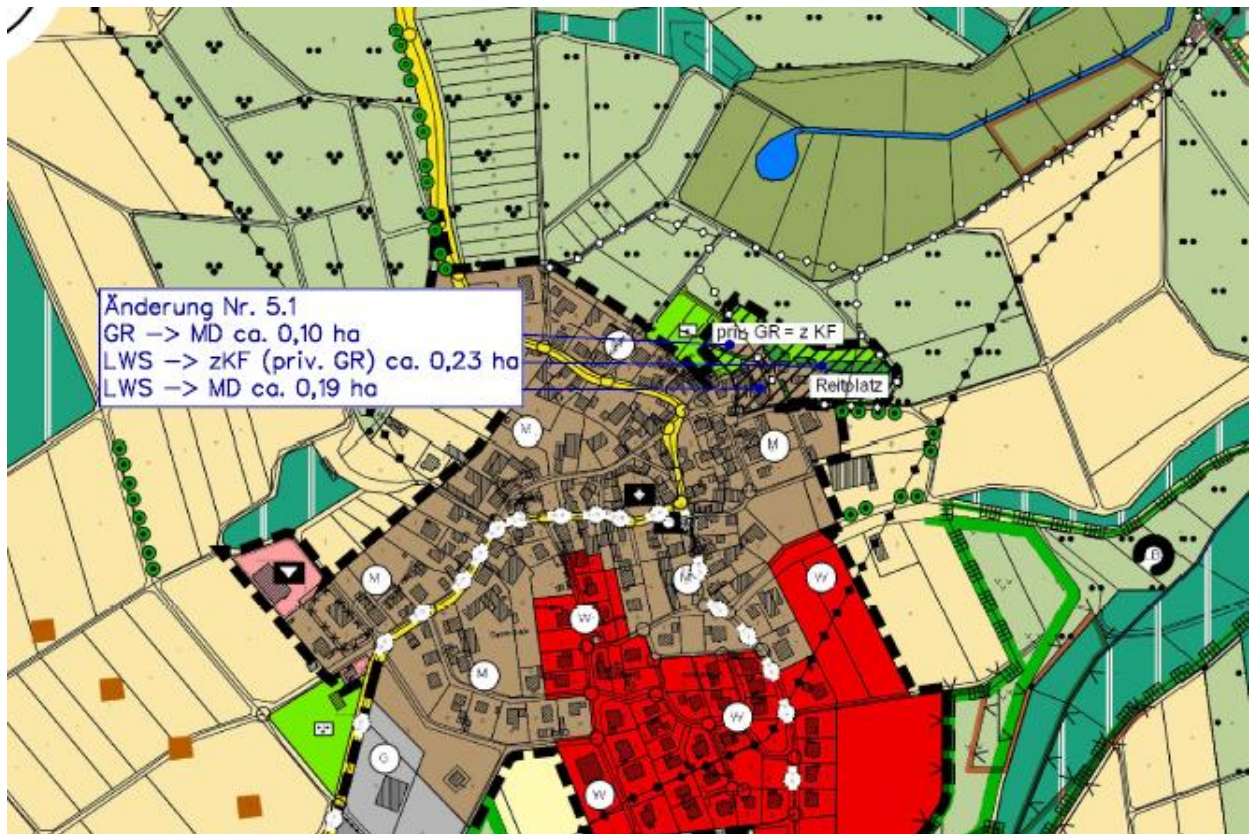 Änderung Nr. 5.1
GR -> MD ca. 0,10 ha
LWS -> zKF (priv. GR) ca. 0,23 ha
LWS -> MD ca. 0,19 ha
priv. GR = z KF
Reitplatz
M
M
M
M
M
W
W
W
W
G
B